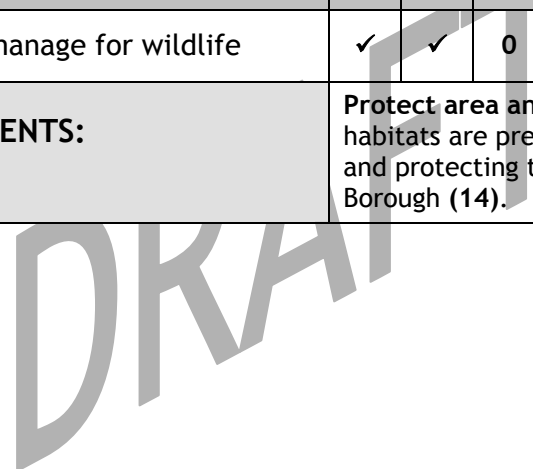 manage for wildlife ✓ ✓ 0
ENTS:
Protect area an
habitats are pre
and protecting t
Borough (14).
DRAFT